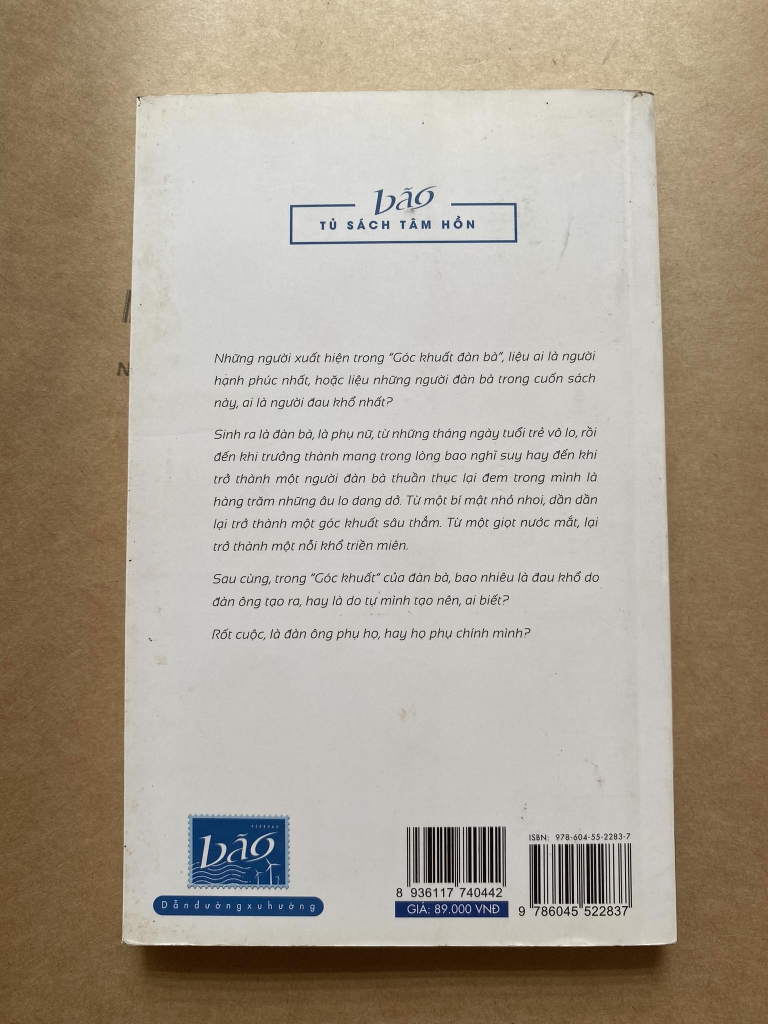 bão
TỦ SÁCH TÂM HỒN
Những người xuất hiện trong "Góc khuất đàn bà", liệu ai là người
hạnh phúc nhất, hoặc liệu những người đàn bà trong cuốn sách
này, ai là người đau khổ nhất?
Sinh ra là đàn bà, là phụ nữ, từ những tháng ngày tuổi trẻ vô lo, rồi
đến khi trưởng thành mang trong lòng bao nghĩ suy hay đến khi
trở thành một người đàn bà thuần thục lại đem trong mình là
hàng trăm những âu lo dang dở. Từ một bí mật nhỏ nhoi, dần dần
lại trở thành một góc khuất sâu thẳm. Từ một giọt nước mắt, lại
trở thành một nỗi khổ triền miên.
Sau cùng, trong "Góc khuất" của đàn bà, bao nhiêu là đau khổ do
đàn ông tạo ra, hay là do tự mình tạo nên, ai biết?
Rốt cuộc, là đàn ông phụ họ, hay họ phụ chính mình?
bão
Dẫn đường xu hướng
8 936117 740442
GIÁ: 89.000 VNĐ
ISBN: 978-604-55-2283-7
9 786045 522837